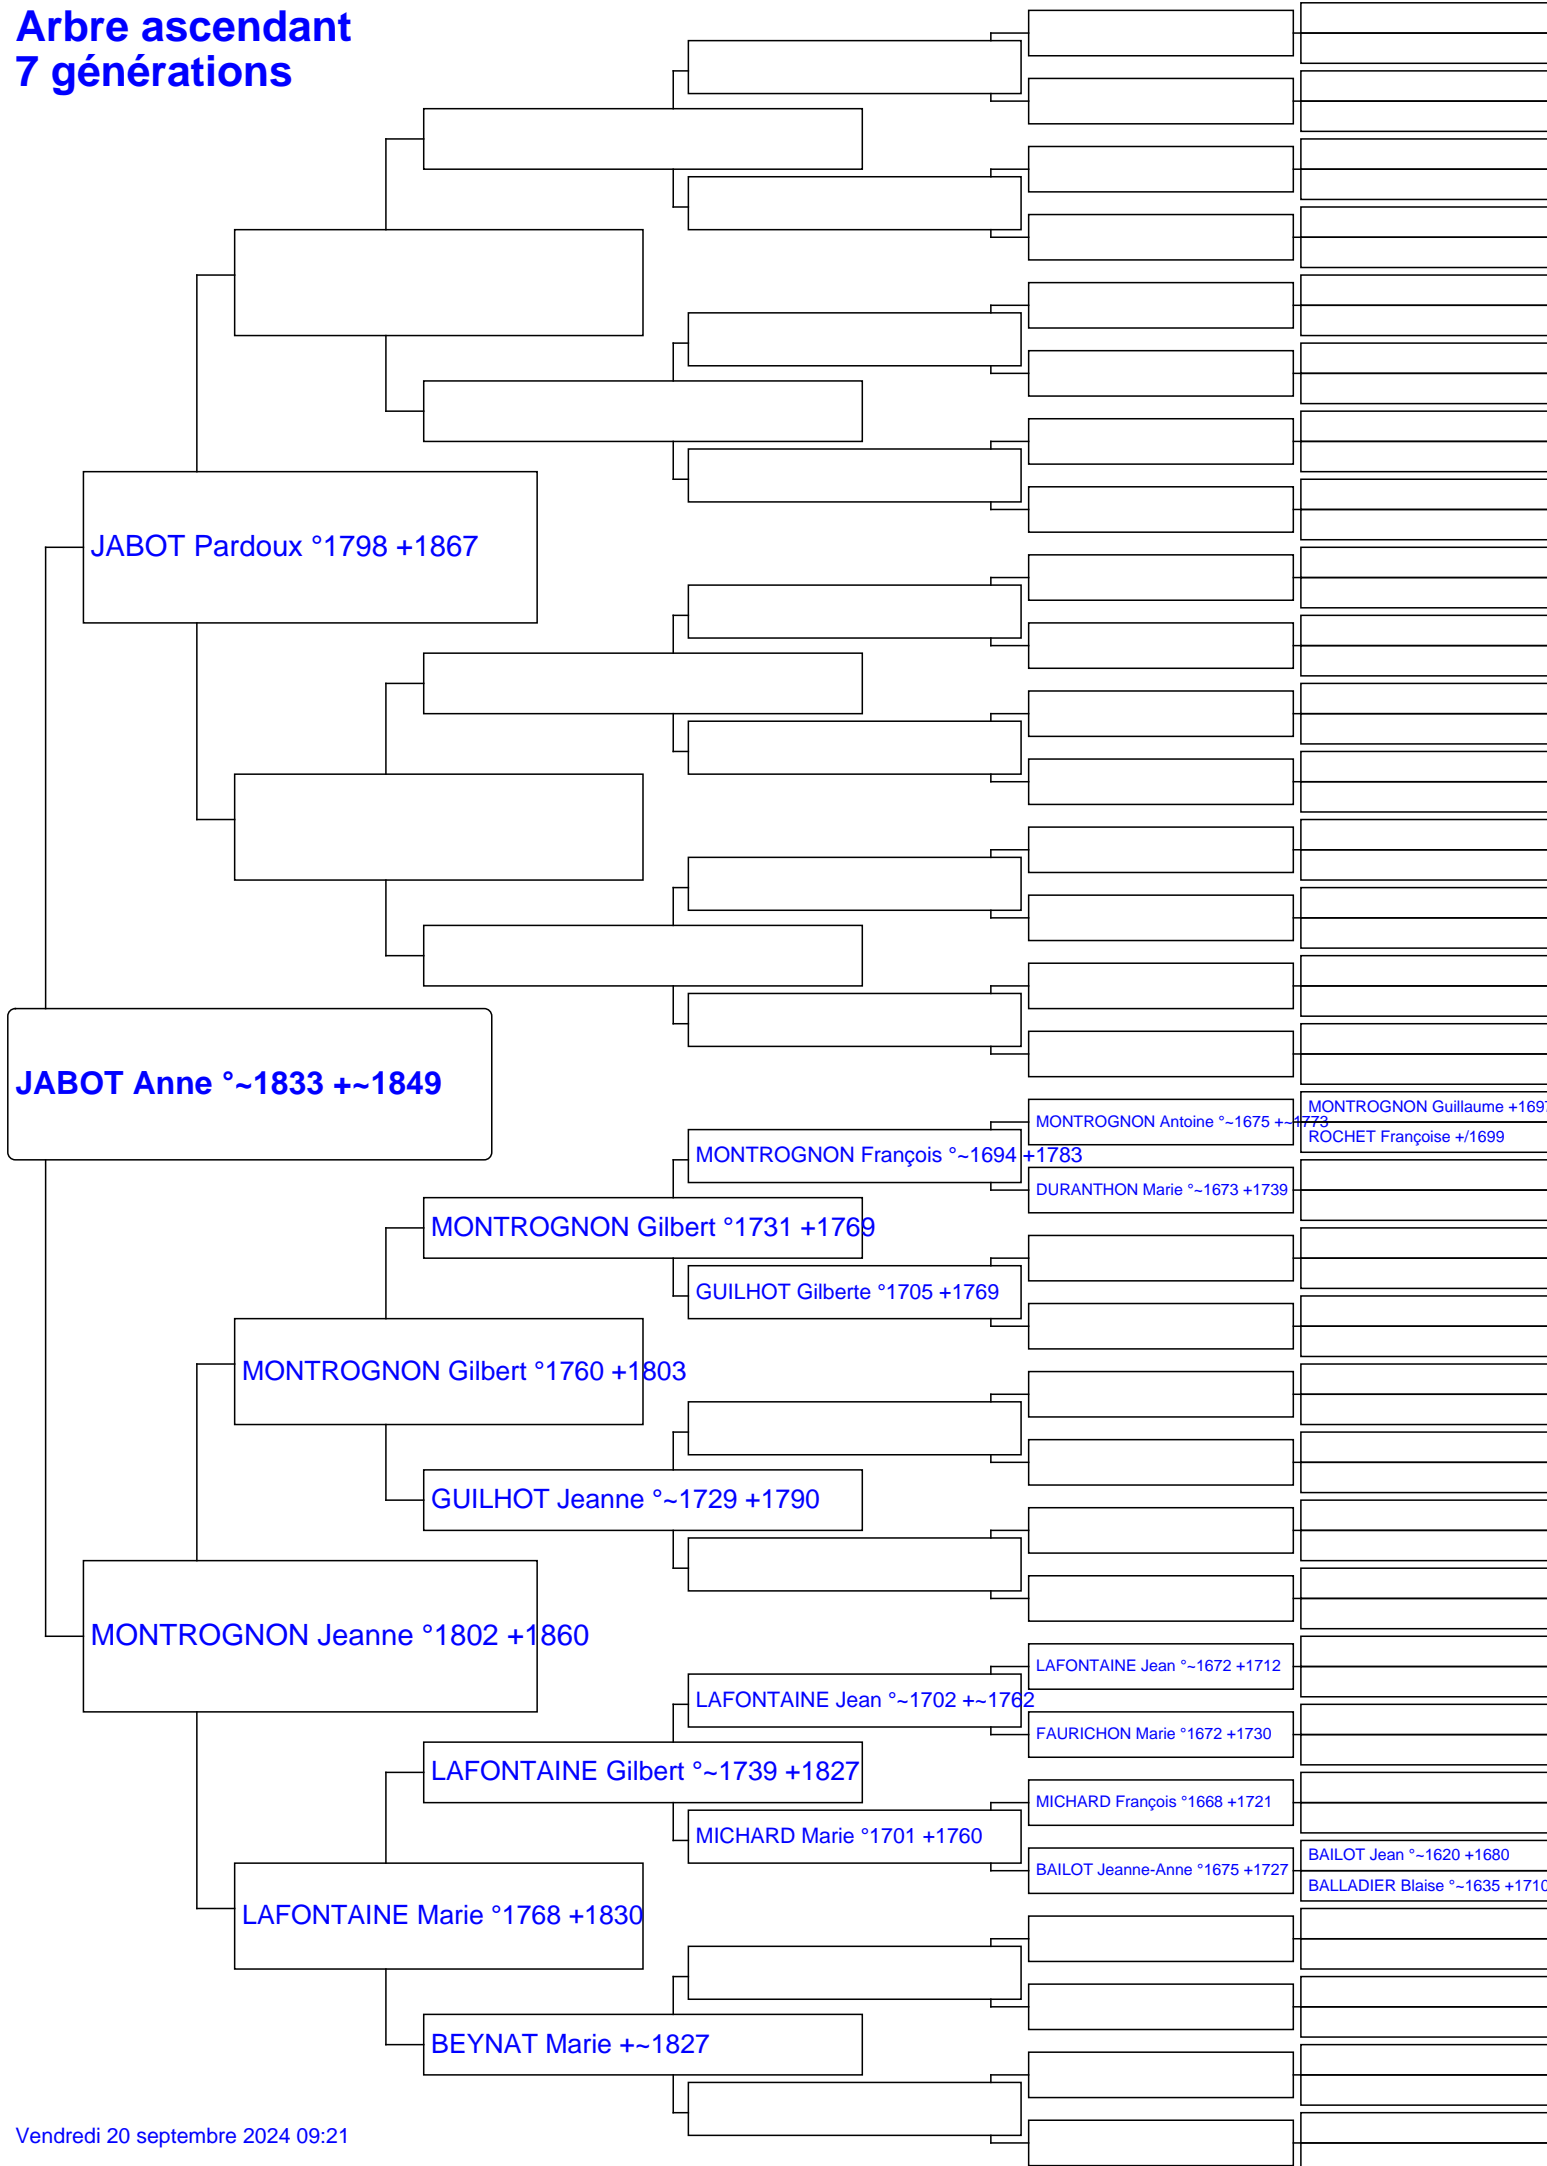 Arbre ascendant
7 générations
JABOT Pardoux °1798 +1867
JABOT Anne °~1833 +~1849
MONTROGNON Guillaume +1697
MONTROGNON Antoine °~1675 +~1773
ROCHET Françoise +/1699
MONTROGNON François °~1694 +1783
DURANTHON Marie °~1673 +1739
MONTROGNON Gilbert °1731 +1769
GUILHOT Gilberte °1705 +1769
MONTROGNON Gilbert °1760 +1803
GUILHOT Jeanne °~1729 +1790
MONTROGNON Jeanne °1802 +1860
LAFONTAINE Jean °~1672 +1712
LAFONTAINE Jean °~1702 +~1762
FAURICHON Marie °1672 +1730
LAFONTAINE Gilbert °~1739 +1827
MICHARD François °1668 +1721
MICHARD Marie °1701 +1760
BAILOT Jean °~1620 +1680
BAILOT Jeanne-Anne °1675 +1727
BALLADIER Blaise °~1635 +1710
LAFONTAINE Marie °1768 +1830
BEYNAT Marie +~1827
Vendredi 20 septembre 2024 09:21